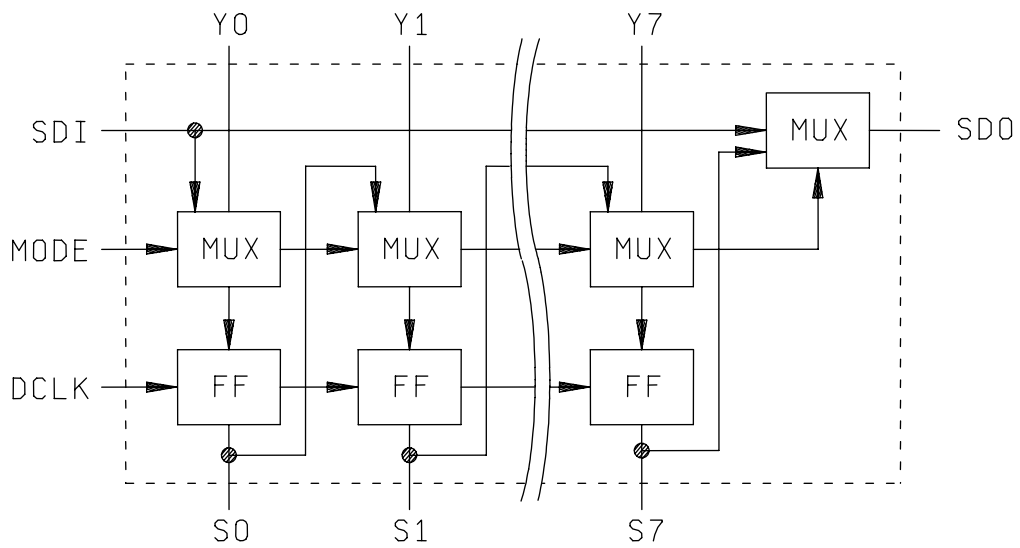 Y0 Y1 Y7
SDI MUX SDO
MODE MUX MUX MUX
DCLK FF FF FF
S0 S1 S7